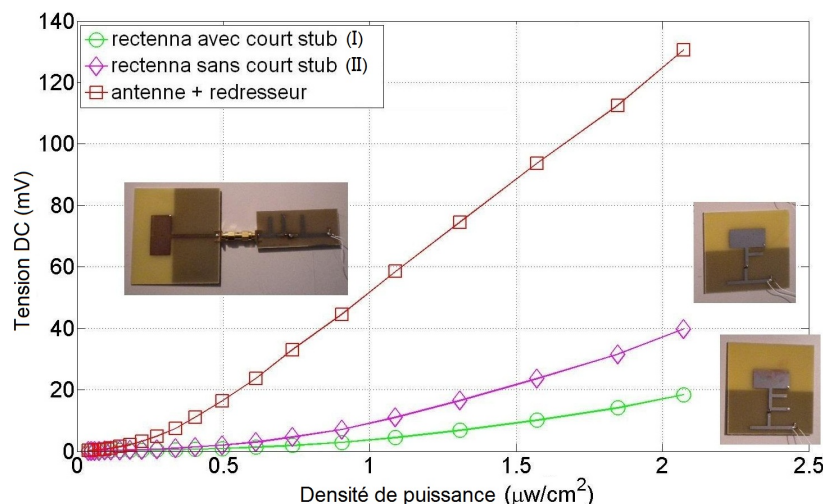 140
120
100
80
60
40
20
0
Tension DC (mV)
rectenna avec court stub (I)
rectenna sans court stub (II)
antenne + redresseur
0 0.5 1 1.5 2 2.5
Densité de puissance (μw/cm²)